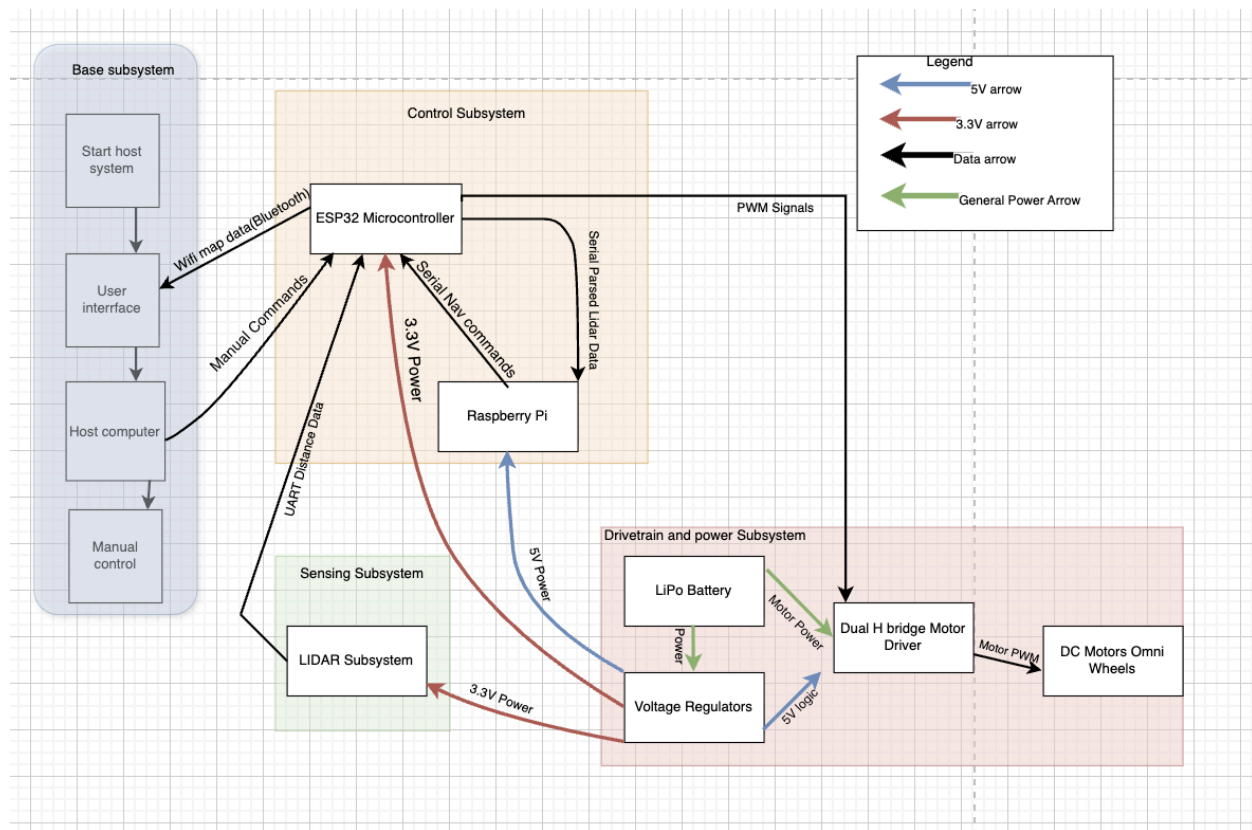 Base subsystem
Start host
system
User
interrface
Host computer
Manual
control
Control Subsystem
ESP32 Microcontroller
Raspberry Pi
Wifi map data(Bluetooth)
Manual Commands
UART Distance Data
3.3V Power
Serial Nav commands
Serial Parsed Lidar Data
PWM Signals
Legend
5V arrow
3.3V arrow
Data arrow
General Power Arrow
Sensing Subsystem
LIDAR Subsystem
3.3V Power
5V Power
Drivetrain and power Subsystem
LiPo Battery
Power
Motor Power
Voltage Regulators
5V logic
Dual H bridge Motor
Driver
Motor PWM
DC Motors Omni
Wheels